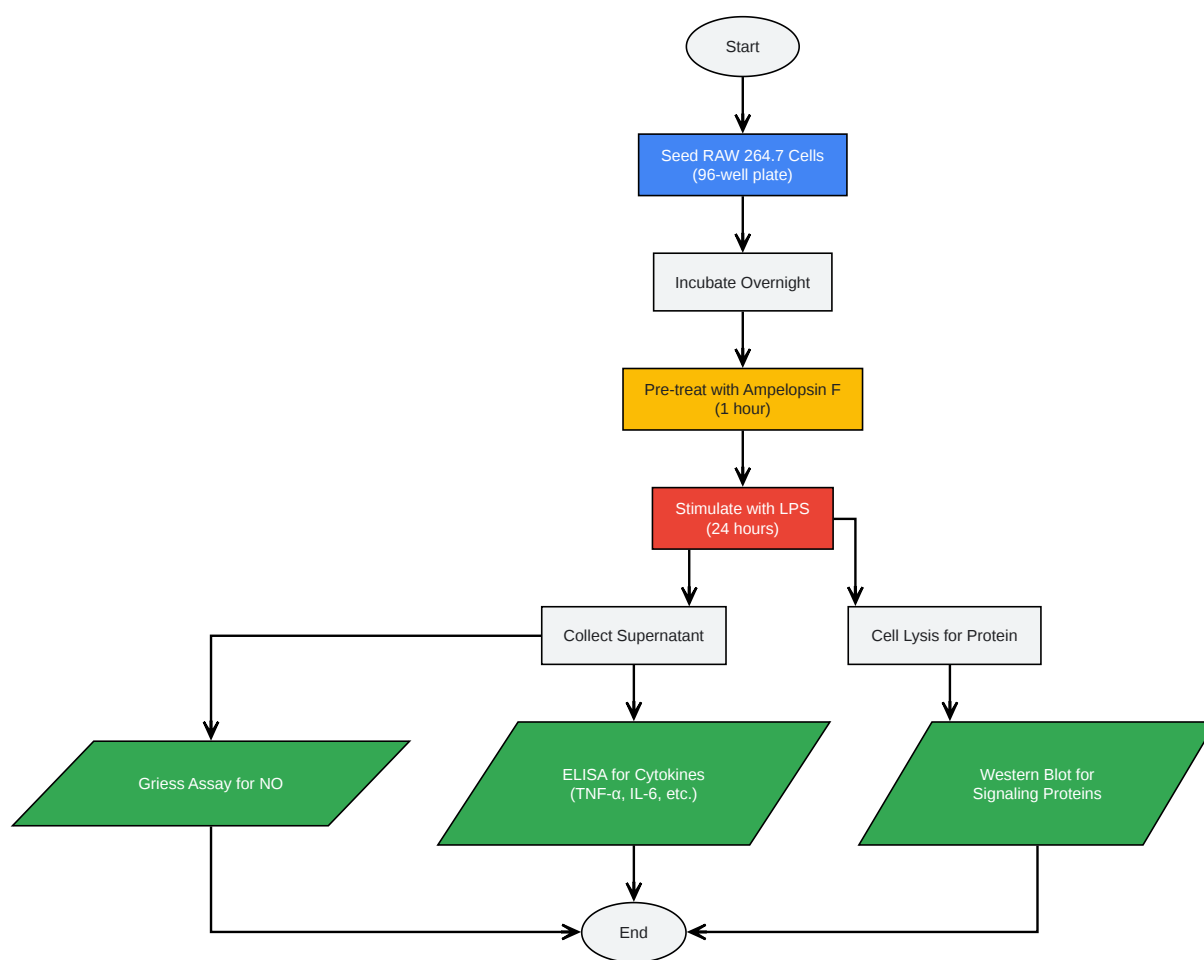 Start
Seed RAW 264.7 Cells
(96-well plate)
Incubate Overnight
Pre-treat with Ampelopsin F
(1 hour)
Stimulate with LPS
(24 hours)
Collect Supernatant
Cell Lysis for Protein
Griess Assay for NO
ELISA for Cytokines
(TNF-α, IL-6, etc.)
Western Blot for
Signaling Proteins
End